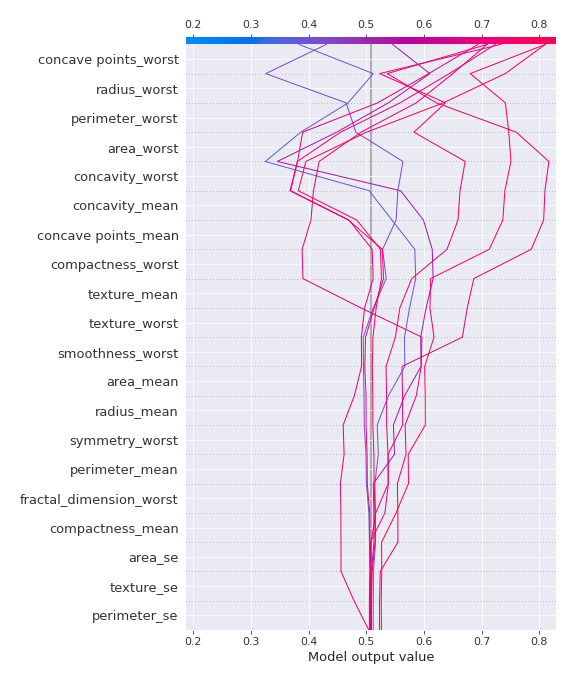 0.2 0.3 0.4 0.5 0.6 0.7 0.8
concave points_worst
radius_worst
perimeter_worst
area_worst
concavity_worst
concavity_mean
concave points_mean
compactness_worst
texture_mean
texture_worst
smoothness_worst
area_mean
radius_mean
symmetry_worst
perimeter_mean
fractal_dimension_worst
compactness_mean
area_se
texture_se
perimeter_se
0.2 0.3 0.4 0.5 0.6 0.7 0.8
Model output value